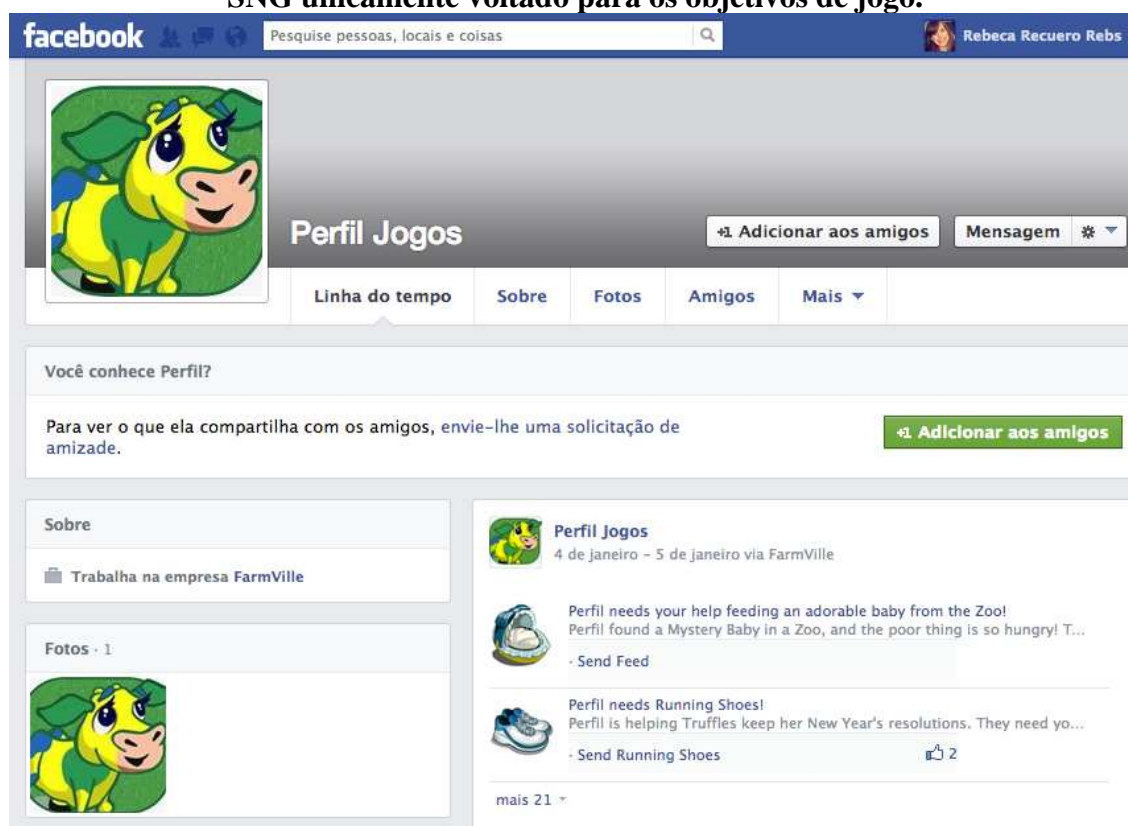 SNG unicamente voltado para os objetivos de jogo.
facebook Pesquise pessoas, locais e coisas Rebeca Recuero Rebs
Perfil Jogos +1 Adicionar aos amigos Mensagem
Linha do tempo Sobre Fotos Amigos Mais
Você conhece Perfil?
Para ver o que ela compartilha com os amigos, envie-lhe uma solicitação de
amizade.
+1 Adicionar aos amigos
Sobre
Trabalha na empresa FarmVille
Fotos · 1
Perfil Jogos
4 de janeiro – 5 de janeiro via FarmVille
Perfil needs your help feeding an adorable baby from the Zoo!
Perfil found a Mystery Baby in a Zoo, and the poor thing is so hungry! T...
· Send Feed
Perfil needs Running Shoes!
Perfil is helping Truffles keep her New Year's resolutions. They need yo...
· Send Running Shoes 2
mais 21